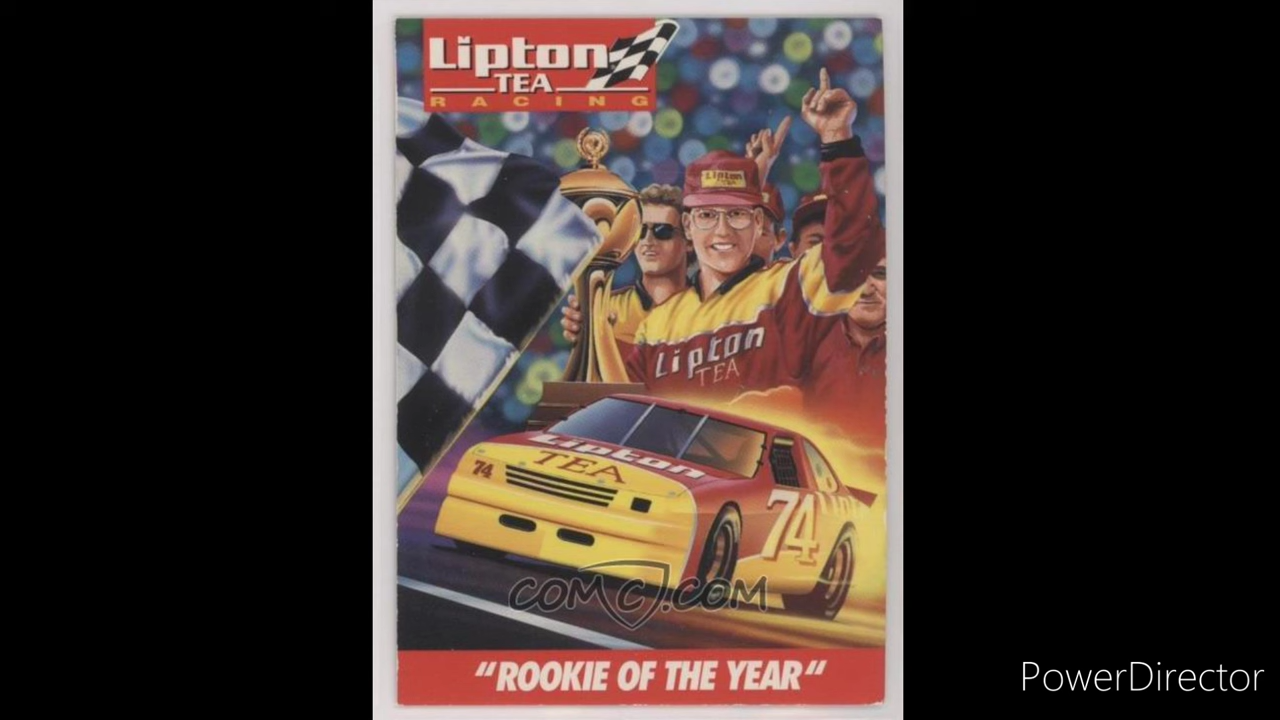 Lipton
TEA
RACING
Lipton
Lipton
TEA
Lipton
TEA
74
74
COMC.COM
"ROOKIE OF THE YEAR"
PowerDirector